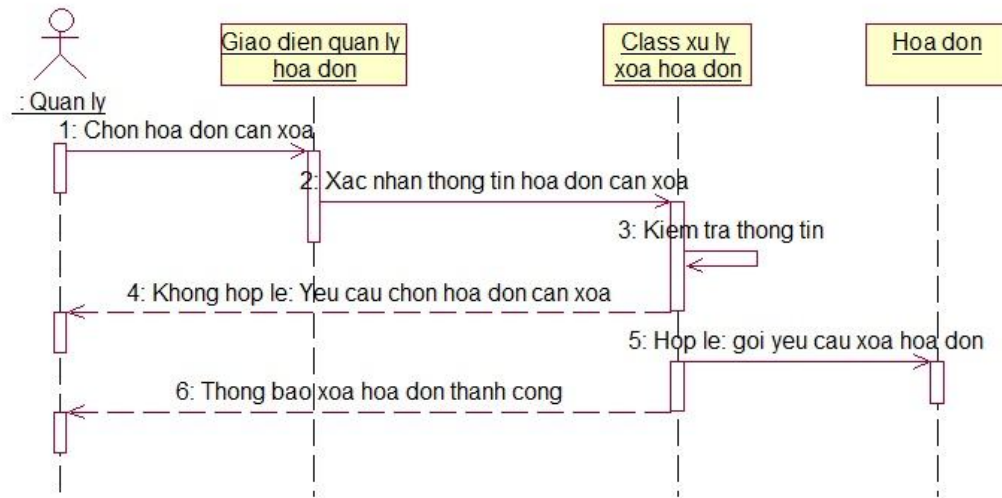 Giao dien quan ly
hoa don
Class xu ly
xoa hoa don
Hoa don
: Quan ly
1: Chon hoa don can xoa
2: Xac nhan thong tin hoa don can xoa
3: Kiem tra thong tin
4: Khong hop le: Yeu cau chon hoa don can xoa
5: Hop le: goi yeu cau xoa hoa don
6: Thong bao xoa hoa don thanh cong